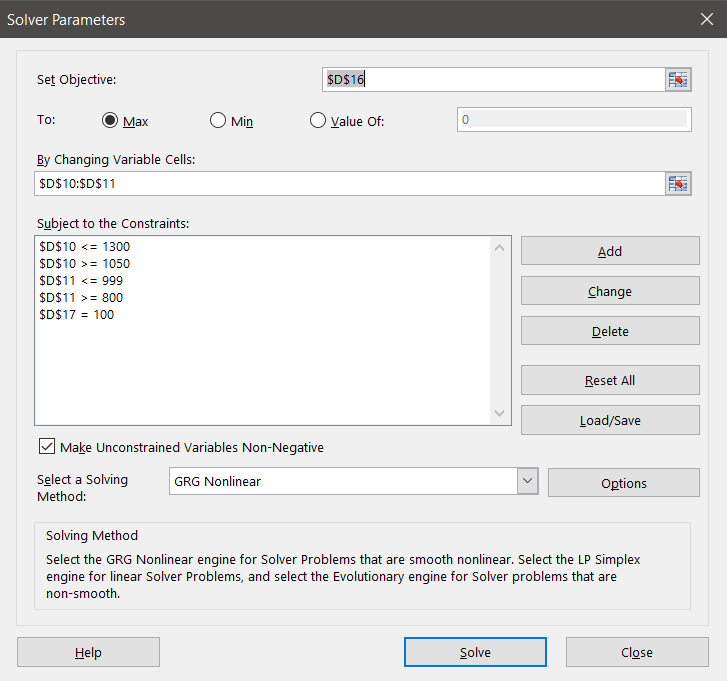 Solver Parameters
Set Objective:
$D$16
To:
Max
Min
Value Of:
0
By Changing Variable Cells:
$D$10:$D$11
Subject to the Constraints:
$D$10 <= 1300
$D$10 >= 1050
$D$11 <= 999
$D$11 >= 800
$D$17 = 100
Add
Change
Delete
Reset All
Load/Save
Make Unconstrained Variables Non-Negative
Select a Solving
Method:
GRG Nonlinear
Options
Solving Method
Select the GRG Nonlinear engine for Solver Problems that are smooth nonlinear. Select the LP Simplex
engine for linear Solver Problems, and select the Evolutionary engine for Solver problems that are
non-smooth.
Help
Solve
Close